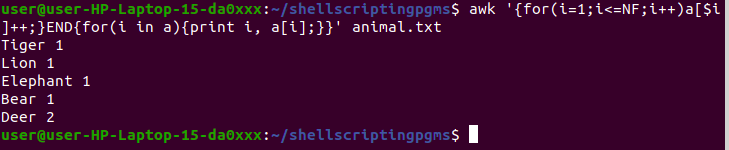 user@user-HP-Laptop-15-da0xxx:~/shellscriptingpgms$ awk '{for(i=1;i<=NF;i++)a[$i
]++;}END{for(i in a){print i, a[i];}}' animal.txt
Tiger 1
Lion 1
Elephant 1
Bear 1
Deer 2
user@user-HP-Laptop-15-da0xxx:~/shellscriptingpgms$